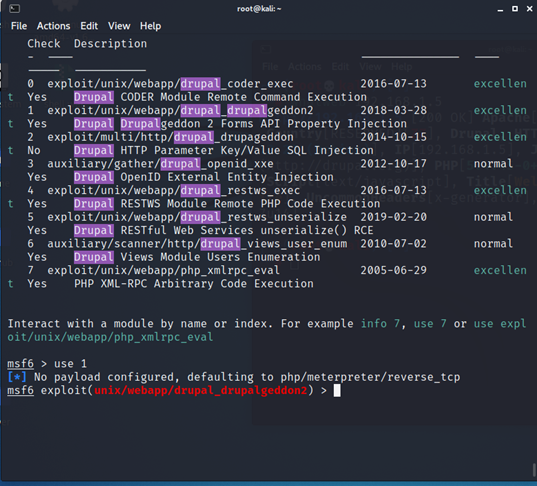 root@kali: ~
File Actions Edit View Help
Check Description
- ----
----- -----------
0 exploit/unix/webapp/drupal_coder_exec 2016-07-13 excellen
t Yes Drupal CODER Module Remote Command Execution
1 exploit/unix/webapp/drupal_drupalgeddon2 2018-03-28 excellen
t Yes Drupal Drupalgeddon 2 Forms API Property Injection
2 exploit/multi/http/drupal_drupageddon 2014-10-15 excellen
t No Drupal HTTP Parameter Key/Value SQL Injection
3 auxiliary/gather/drupal_openid_xxe 2012-10-17 normal
Yes Drupal OpenID External Entity Injection
4 exploit/unix/webapp/drupal_restws_exec 2016-07-13 excellen
t Yes Drupal RESTWS Module Remote PHP Code Execution
5 exploit/unix/webapp/drupal_restws_unserialize 2019-02-20 normal
Yes Drupal RESTful Web Services unserialize() RCE
6 auxiliary/scanner/http/drupal_views_user_enum 2010-07-02 normal
Yes Drupal Views Module Users Enumeration
7 exploit/unix/webapp/php_xmlrpc_eval 2005-06-29 excellen
t Yes PHP XML-RPC Arbitrary Code Execution
Interact with a module by name or index. For example info 7, use 7 or use expl
oit/unix/webapp/php_xmlrpc_eval
msf6 > use 1
[*] No payload configured, defaulting to php/meterpreter/reverse_tcp
msf6 exploit(unix/webapp/drupal_drupalgeddon2) >